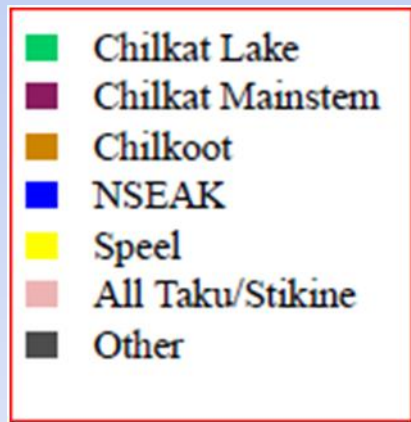 Chilkat Lake
Chilkat Mainstem
Chilkoot
NSEAK
Speel
All Taku/Stikine
Other